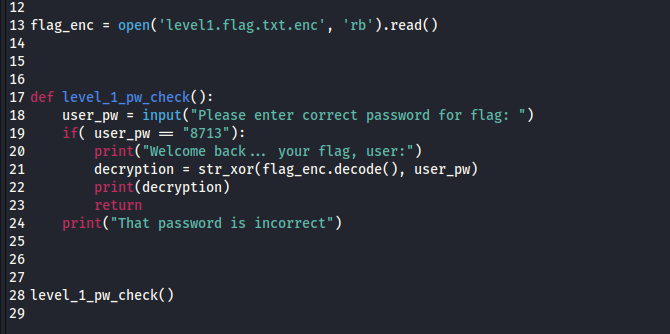 12
13 flag_enc = open('level1.flag.txt.enc', 'rb').read()
14
15
16
17 def level_1_pw_check():
18     user_pw = input("Please enter correct password for flag: ")
19     if( user_pw == "8713"):
20         print("Welcome back... your flag, user:")
21         decryption = str_xor(flag_enc.decode(), user_pw)
22         print(decryption)
23         return
24     print("That password is incorrect")
25
26
27
28 level_1_pw_check()
29